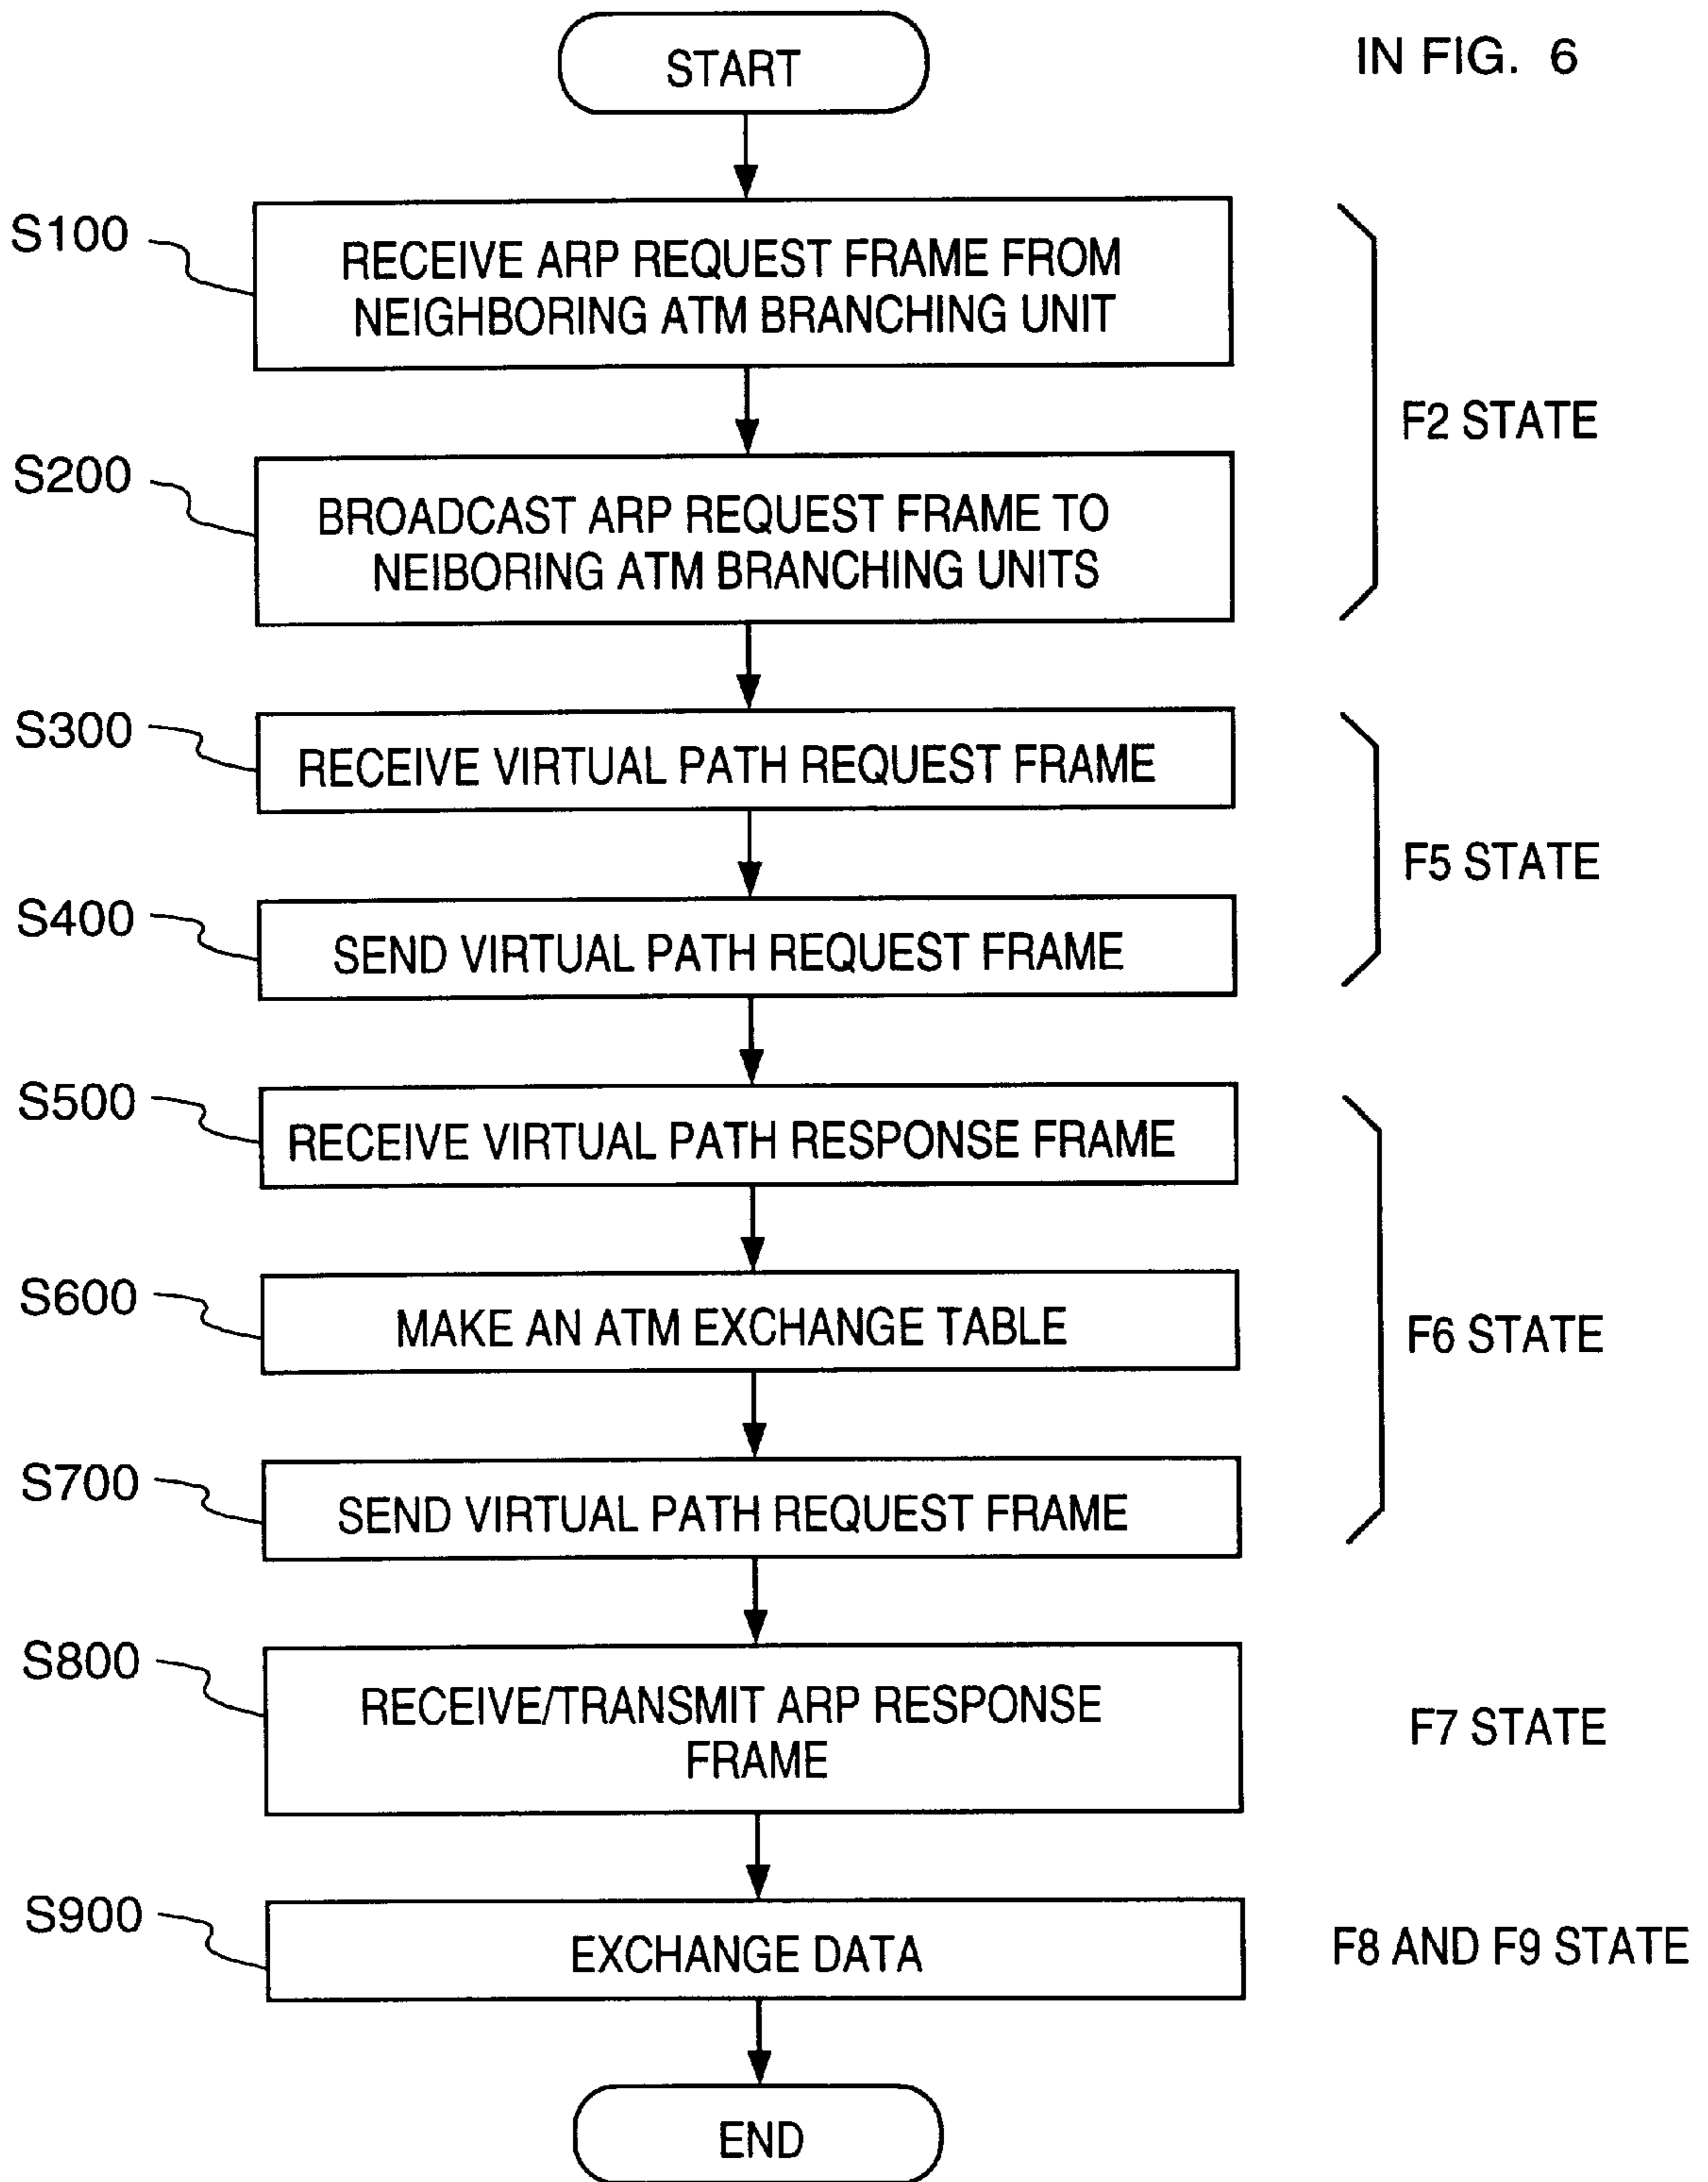 START
IN FIG. 6
S100
RECEIVE ARP REQUEST FRAME FROM
NEIGHBORING ATM BRANCHING UNIT
F2 STATE
S200
BROADCAST ARP REQUEST FRAME TO
NEIBORING ATM BRANCHING UNITS
S300
RECEIVE VIRTUAL PATH REQUEST FRAME
F5 STATE
S400
SEND VIRTUAL PATH REQUEST FRAME
S500
RECEIVE VIRTUAL PATH RESPONSE FRAME
S600
MAKE AN ATM EXCHANGE TABLE
F6 STATE
S700
SEND VIRTUAL PATH REQUEST FRAME
S800
RECEIVE/TRANSMIT ARP RESPONSE
FRAME
F7 STATE
S900
EXCHANGE DATA
F8 AND F9 STATE
END